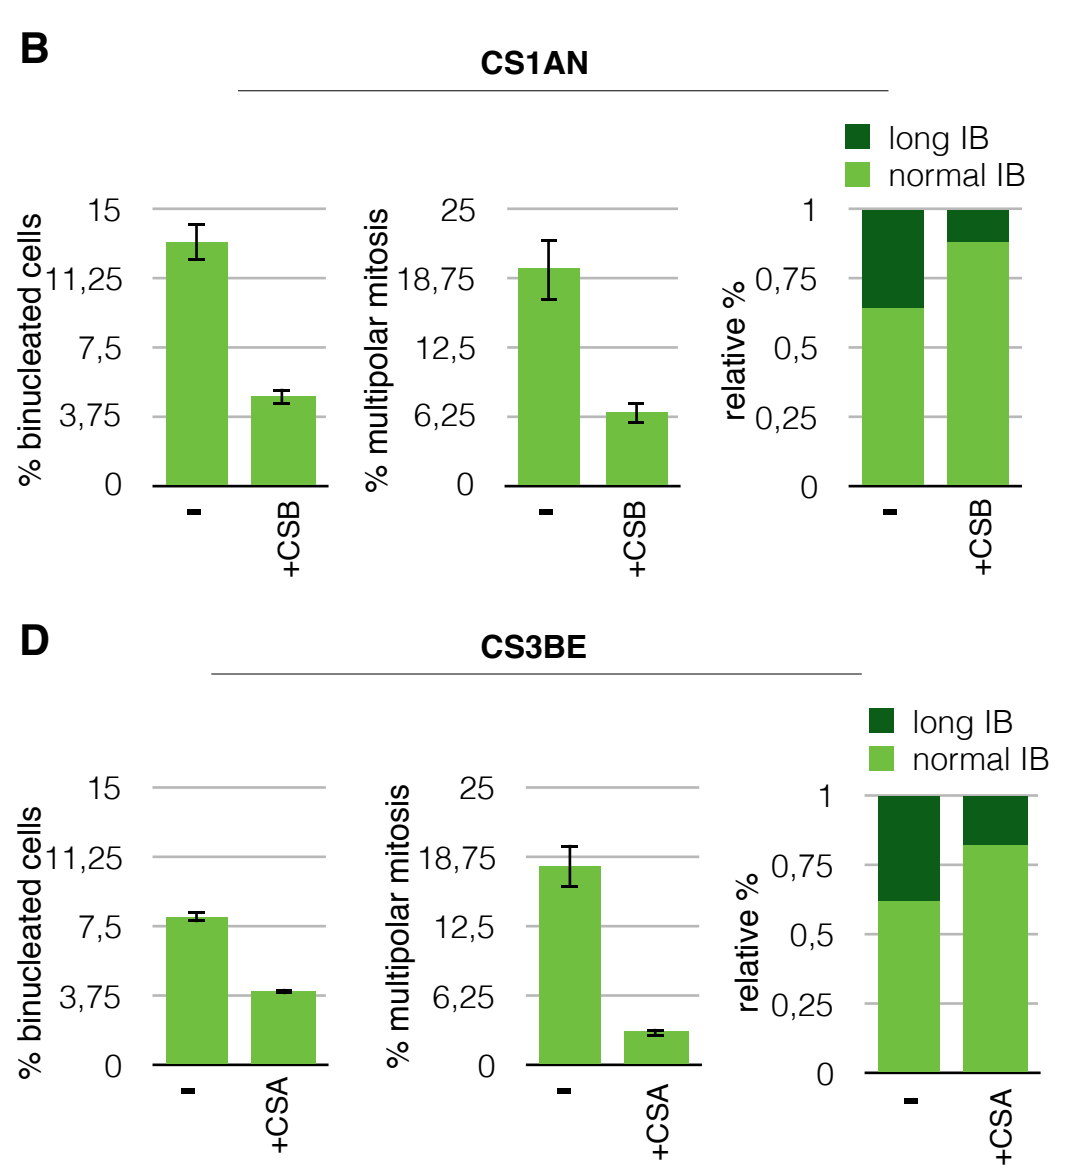 B
CS1AN
long IB
normal IB
% binucleated cells
15
11,25
7,5
3,75
0
-
+CSB
% multipolar mitosis
25
18,75
12,5
6,25
0
-
+CSB
relative %
1
0,75
0,5
0,25
0
-
+CSB
D
CS3BE
long IB
normal IB
% binucleated cells
15
11,25
7,5
3,75
0
-
+CSA
% multipolar mitosis
25
18,75
12,5
6,25
0
-
+CSA
relative %
1
0,75
0,5
0,25
0
-
+CSA